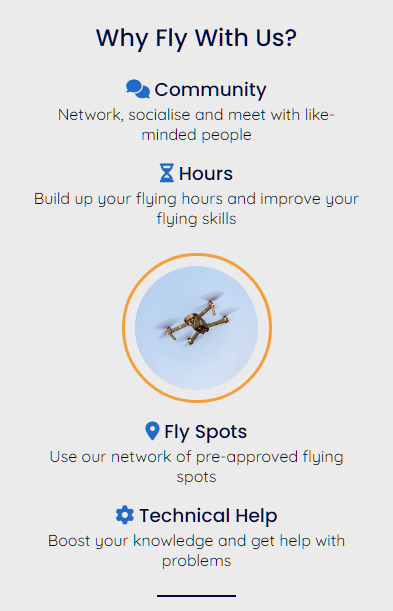 Why Fly With Us?
Community
Network, socialise and meet with like-
minded people
Hours
Build up your flying hours and improve your
flying skills
Fly Spots
Use our network of pre-approved flying
spots
Technical Help
Boost your knowledge and get help with
problems